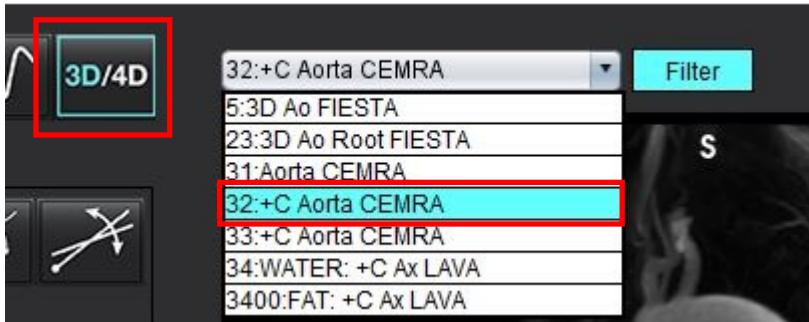 3D/4D
32:+C Aorta CEMRA
Filter
5:3D Ao FIESTA
23:3D Ao Root FIESTA
31:Aorta CEMRA
32:+C Aorta CEMRA
33:+C Aorta CEMRA
34:WATER: +C Ax LAVA
3400:FAT: +C Ax LAVA
S